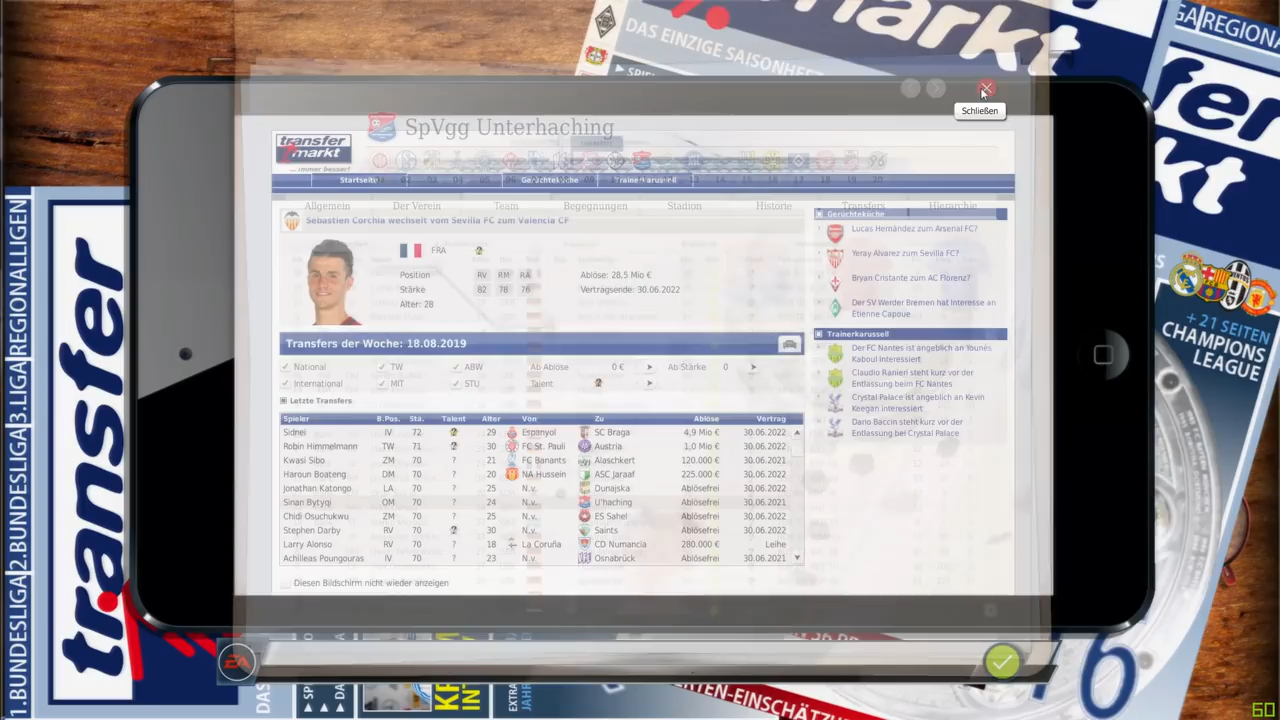 DAS EINZIGE SAISONHEFT
GA|REGIONAL
Schließen
SpVgg Unterhaching
transfer
markt
... immer besser!
Startseite
Gerüchteküche
Trainerkarussell
Allgemein
Der Verein
Team
Begegnungen
Stadion
Historie
Transfers
Hierarchie
Sebastien Corchia wechselt vom Sevilla FC zum Valencia CF
FRA
Position RV RM RA
Stärke 82 78 76
Alter: 28
Ablöse: 28,5 Mio €
Vertragsende: 30.06.2022
Transfers der Woche: 18.08.2019
National TW ABW Ab Ablöse 0 € Ab Stärke 0
International MIT STU Talent
Letzte Transfers
Spieler B.Pos. Stä. Talent Alter Von Zu Ablöse Vertrag
Sidnei IV 72 29 Espanyol SC Braga 4,9 Mio € 30.06.2022
Robin Himmelmann TW 71 30 FC St. Pauli Austria 1,0 Mio € 30.06.2022
Kwasi Sibo ZM 70 ? 21 FC Banants Alaschkert 120.000 € 30.06.2021
Haroun Boateng DM 70 ? 20 NA Hussein ASC Jaraaf 225.000 € 30.06.2022
Jonathan Katongo LA 70 ? 25 N.v. Dunajska Ablösefrei 30.06.2022
Sinan Bytyqi OM 70 ? 24 N.v. U'haching Ablösefrei 30.06.2021
Chidi Osuchukwu ZM 70 ? 25 N.v. ES Sahel Ablösefrei 30.06.2022
Stephen Darby RV 70 30 N.v. Saints Ablösefrei 30.06.2022
Larry Alonso RV 70 ? 18 La Coruña CD Numancia 280.000 € Leihe
Achilleas Poungouras IV 70 ? 23 N.v. Osnabrück Ablösefrei 30.06.2021
Diesen Bildschirm nicht wieder anzeigen
Gerüchteküche
Lucas Hernández zum Arsenal FC?
Yeray Alvarez zum Sevilla FC?
Bryan Cristante zum AC Florenz?
Der SV Werder Bremen hat Interesse an
Étienne Capoue
Trainerkarussell
Der FC Nantes ist angeblich an Younès
Kaboul interessiert
Claudio Ranieri steht kurz vor der
Entlassung beim FC Nantes
Crystal Palace ist angeblich an Kevin
Keegan interessiert
Dario Baccin steht kurz vor der
Entlassung bei Crystal Palace
1.BUNDESLIGA|2.BUNDESLIGA|3.LIGA|REGIONALLIGEN
transfer
+ 21 SEITEN
CHAMPIONS
LEAGUE
EA
EXTRA
RTEN-EINSCHÄTZU
60